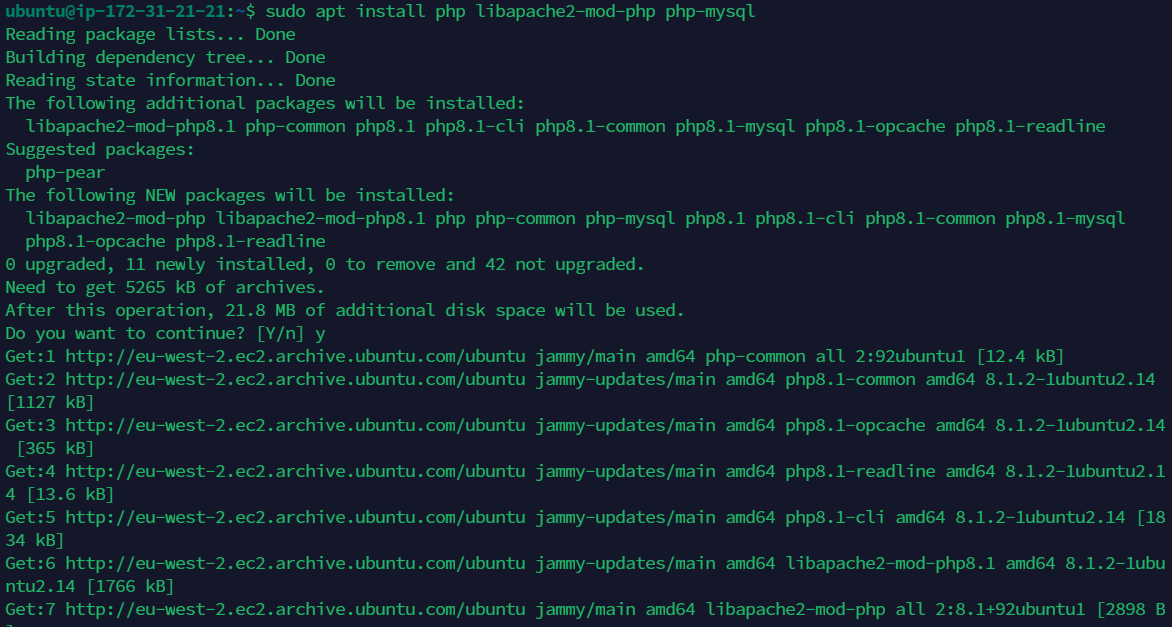 ubuntu@ip-172-31-21-21:~$ sudo apt install php libapache2-mod-php php-mysql
Reading package lists... Done
Building dependency tree... Done
Reading state information... Done
The following additional packages will be installed:
  libapache2-mod-php8.1 php-common php8.1 php8.1-cli php8.1-common php8.1-mysql php8.1-opcache php8.1-readline
Suggested packages:
  php-pear
The following NEW packages will be installed:
  libapache2-mod-php libapache2-mod-php8.1 php php-common php-mysql php8.1 php8.1-cli php8.1-common php8.1-mysql
  php8.1-opcache php8.1-readline
0 upgraded, 11 newly installed, 0 to remove and 42 not upgraded.
Need to get 5265 kB of archives.
After this operation, 21.8 MB of additional disk space will be used.
Do you want to continue? [Y/n] y
Get:1 http://eu-west-2.ec2.archive.ubuntu.com/ubuntu jammy/main amd64 php-common all 2:92ubuntu1 [12.4 kB]
Get:2 http://eu-west-2.ec2.archive.ubuntu.com/ubuntu jammy-updates/main amd64 php8.1-common amd64 8.1.2-1ubuntu2.14
[1127 kB]
Get:3 http://eu-west-2.ec2.archive.ubuntu.com/ubuntu jammy-updates/main amd64 php8.1-opcache amd64 8.1.2-1ubuntu2.14
 [365 kB]
Get:4 http://eu-west-2.ec2.archive.ubuntu.com/ubuntu jammy-updates/main amd64 php8.1-readline amd64 8.1.2-1ubuntu2.1
4 [13.6 kB]
Get:5 http://eu-west-2.ec2.archive.ubuntu.com/ubuntu jammy-updates/main amd64 php8.1-cli amd64 8.1.2-1ubuntu2.14 [18
34 kB]
Get:6 http://eu-west-2.ec2.archive.ubuntu.com/ubuntu jammy-updates/main amd64 libapache2-mod-php8.1 amd64 8.1.2-1ubu
ntu2.14 [1766 kB]
Get:7 http://eu-west-2.ec2.archive.ubuntu.com/ubuntu jammy/main amd64 libapache2-mod-php all 2:8.1+92ubuntu1 [2898 B
]